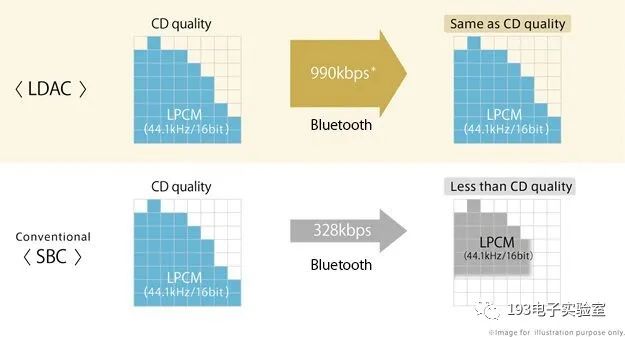 CD quality
Same as CD quality
〈 LDAC 〉
990kbps*
LPCM
(44.1kHz/16bit)
LPCM
(44.1kHz/16bit)
Bluetooth
CD quality
Less than CD quality
Conventional
〈 SBC 〉
328kbps
LPCM
(44.1kHz/16bit)
Bluetooth
LPCM
(44.1kHz/16bit)
193电子实验室
※Image for illustration purpose only.